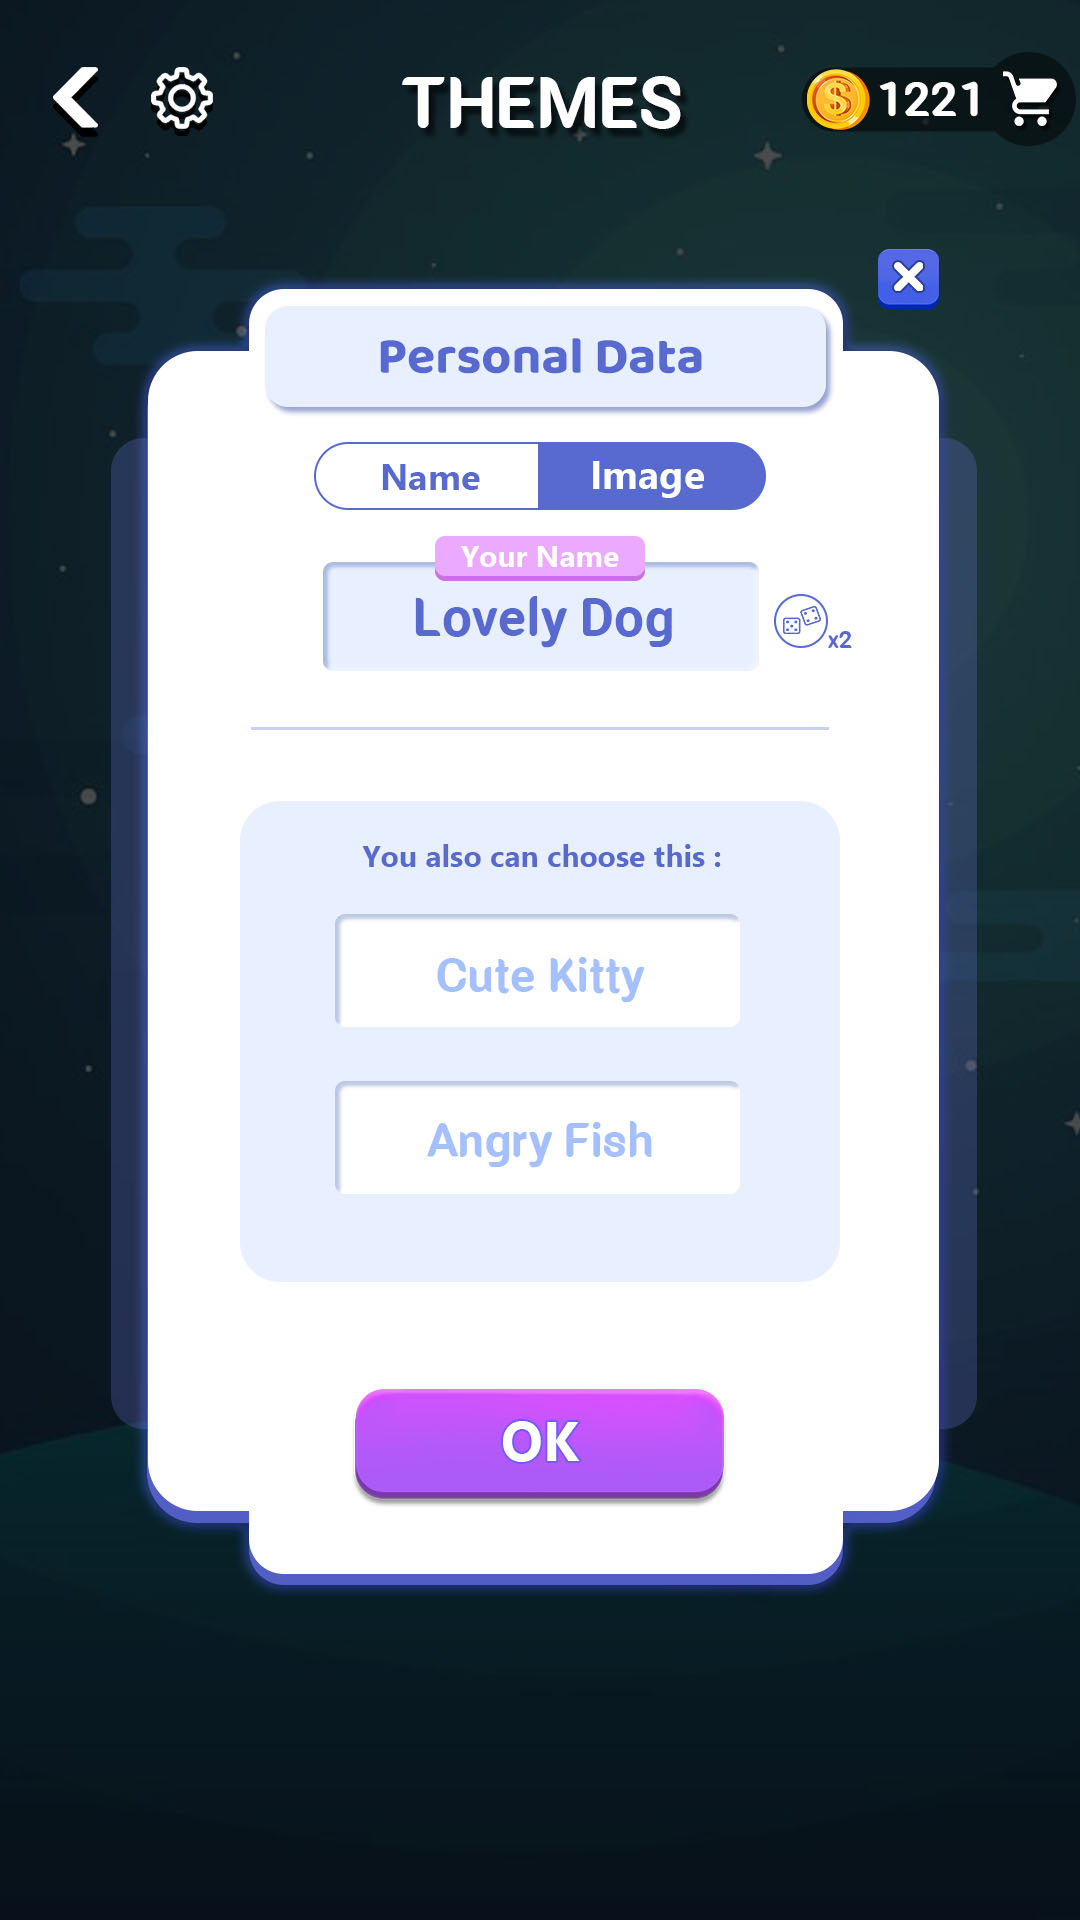 THEMES
1221
Personal Data
Name
Image
Your Name
Lovely Dog
x2
You also can choose this :
Cute Kitty
Angry Fish
OK